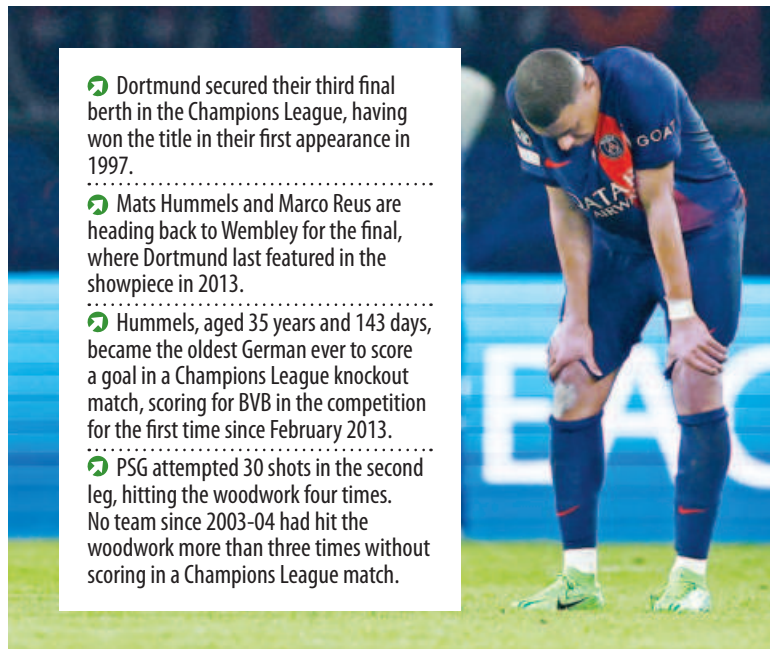 Dortmund secured their third final
berth in the Champions League, having
won the title in their first appearance in
1997.
Mats Hummels and Marco Reus are
heading back to Wembley for the final,
where Dortmund last featured in the
showpiece in 2013.
Hummels, aged 35 years and 143 days,
became the oldest German ever to score
a goal in a Champions League knockout
match, scoring for BVB in the competition
for the first time since February 2013.
PSG attempted 30 shots in the second
leg, hitting the woodwork four times.
No team since 2003-04 had hit the
woodwork more than three times without
scoring in a Champions League match.
GOAT
QATAR
AIRWAY
EAG